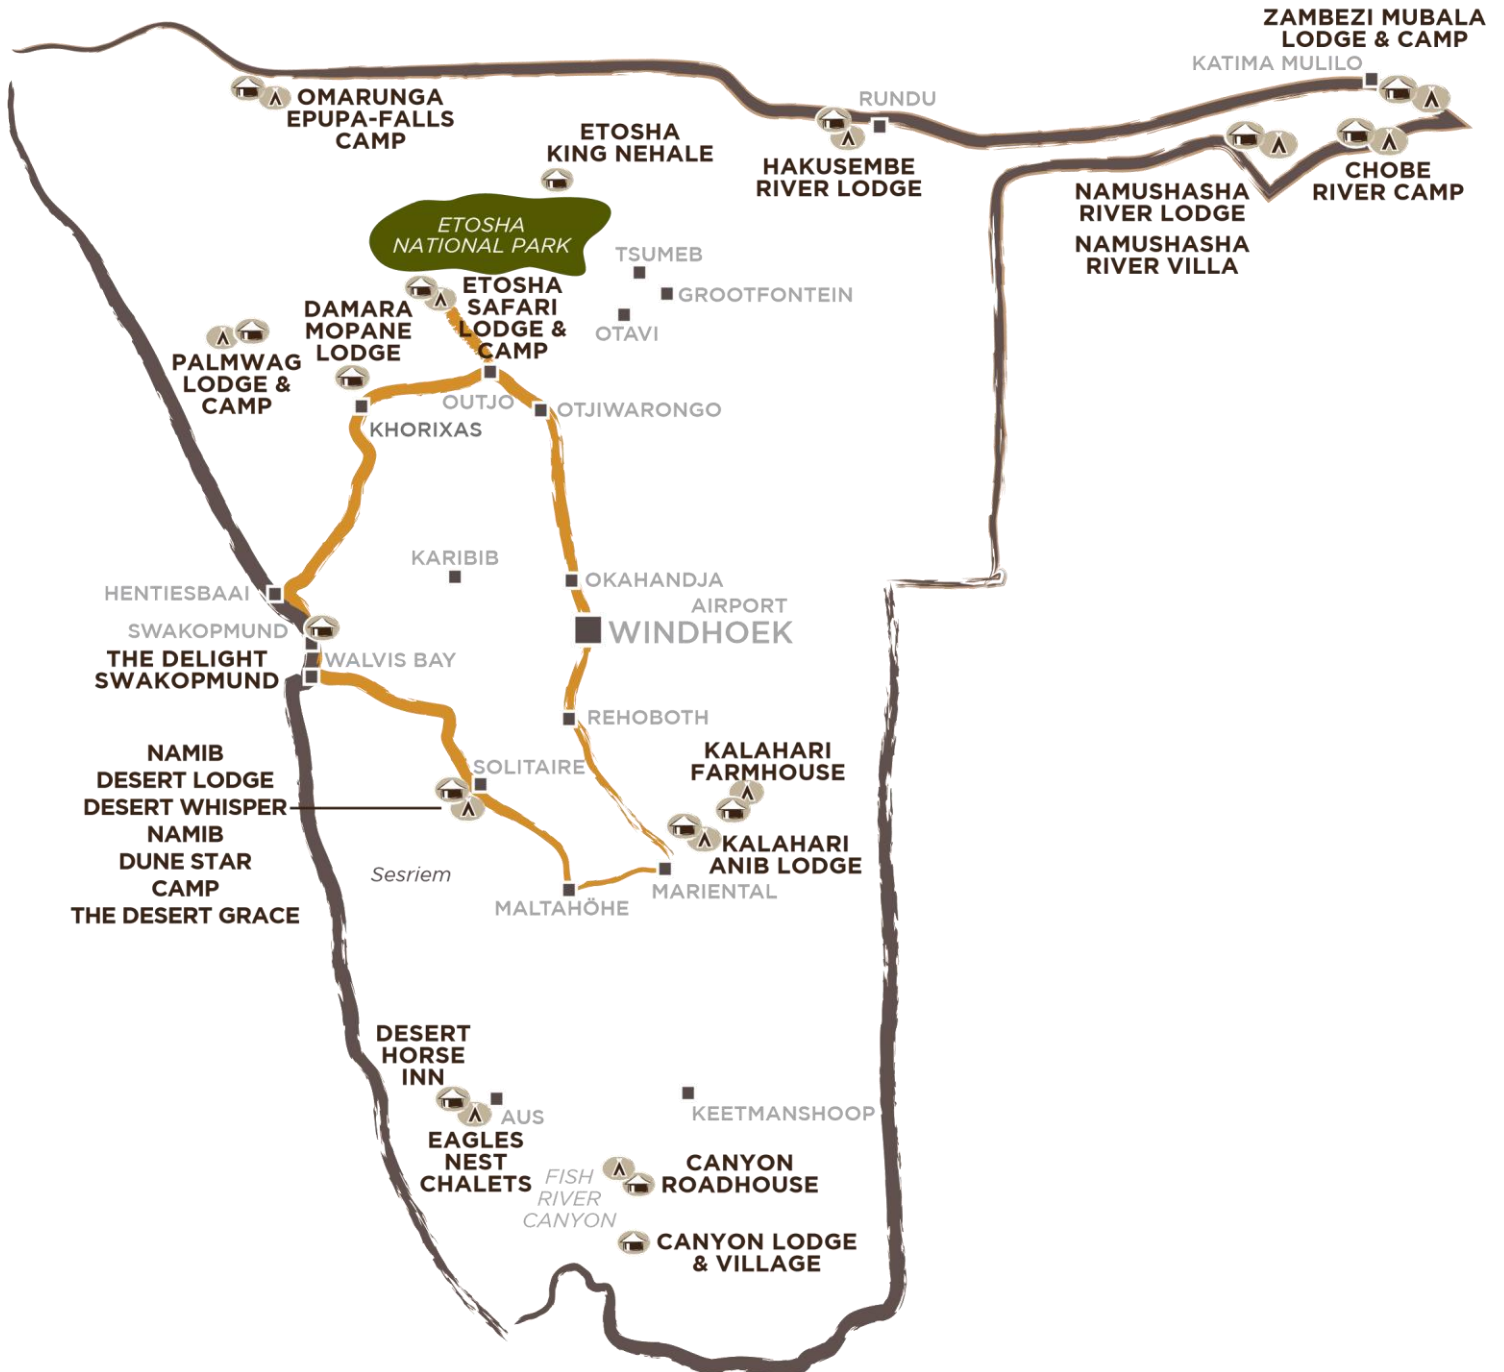 ZAMBEZI MUBALA
LODGE & CAMP
KATIMA MULILO
OMARUNGA
EPUPA-FALLS
CAMP
RUNDU
ETOSHA
KING NEHALE
HAKUSEMBE
RIVER LODGE
CHOBE
RIVER CAMP
NAMUSHASHA
RIVER LODGE
NAMUSHASHA
RIVER VILLA
ETOSHA
NATIONAL PARK
TSUMEB
GROOTFONTEIN
OTAVI
ETOSHA
SAFARI
LODGE &
CAMP
DAMARA
MOPANE
LODGE
PALMWAG
LODGE &
CAMP
OUTJO
OTJIWARONGO
KHORIXAS
KARIBIB
HENTIESBAAI
OKAHANDJA
AIRPORT
WINDHOEK
SWAKOPMUND
WALVIS BAY
THE DELIGHT
SWAKOPMUND
REHOBOTH
NAMIB
DESERT LODGE
DESERT WHISPER
NAMIB
DUNE STAR
CAMP
THE DESERT GRACE
SOLITAIRE
KALAHARI
FARMHOUSE
KALAHARI
ANIB LODGE
Sesriem
MARIENTAL
MALTAHÖHE
DESERT
HORSE
INN
AUS
KEETMANSHOOP
EAGLES
NEST
CHALETS
FISH
RIVER
CANYON
CANYON
ROADHOUSE
CANYON LODGE
& VILLAGE